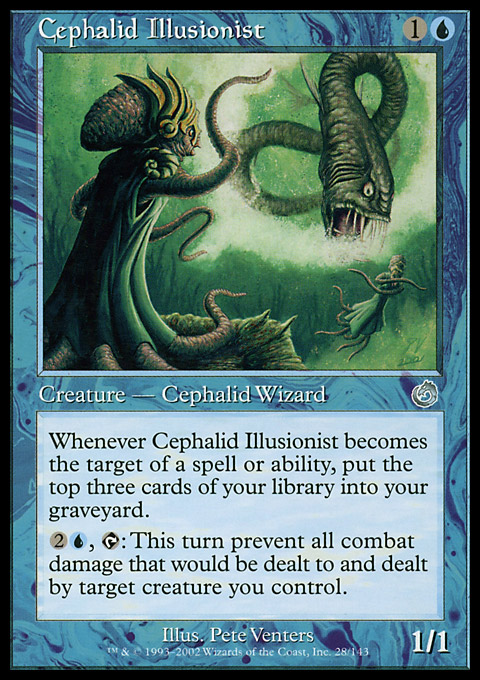 Cephalid Illusionist 1
Creature — Cephalid Wizard
Whenever Cephalid Illusionist becomes
the target of a spell or ability, put the
top three cards of your library into your
graveyard.
2 , : This turn prevent all combat
damage that would be dealt to and dealt
by target creature you control.
Illus. Pete Venters
™ & © 1993–2002 Wizards of the Coast, Inc. 28/143
1/1